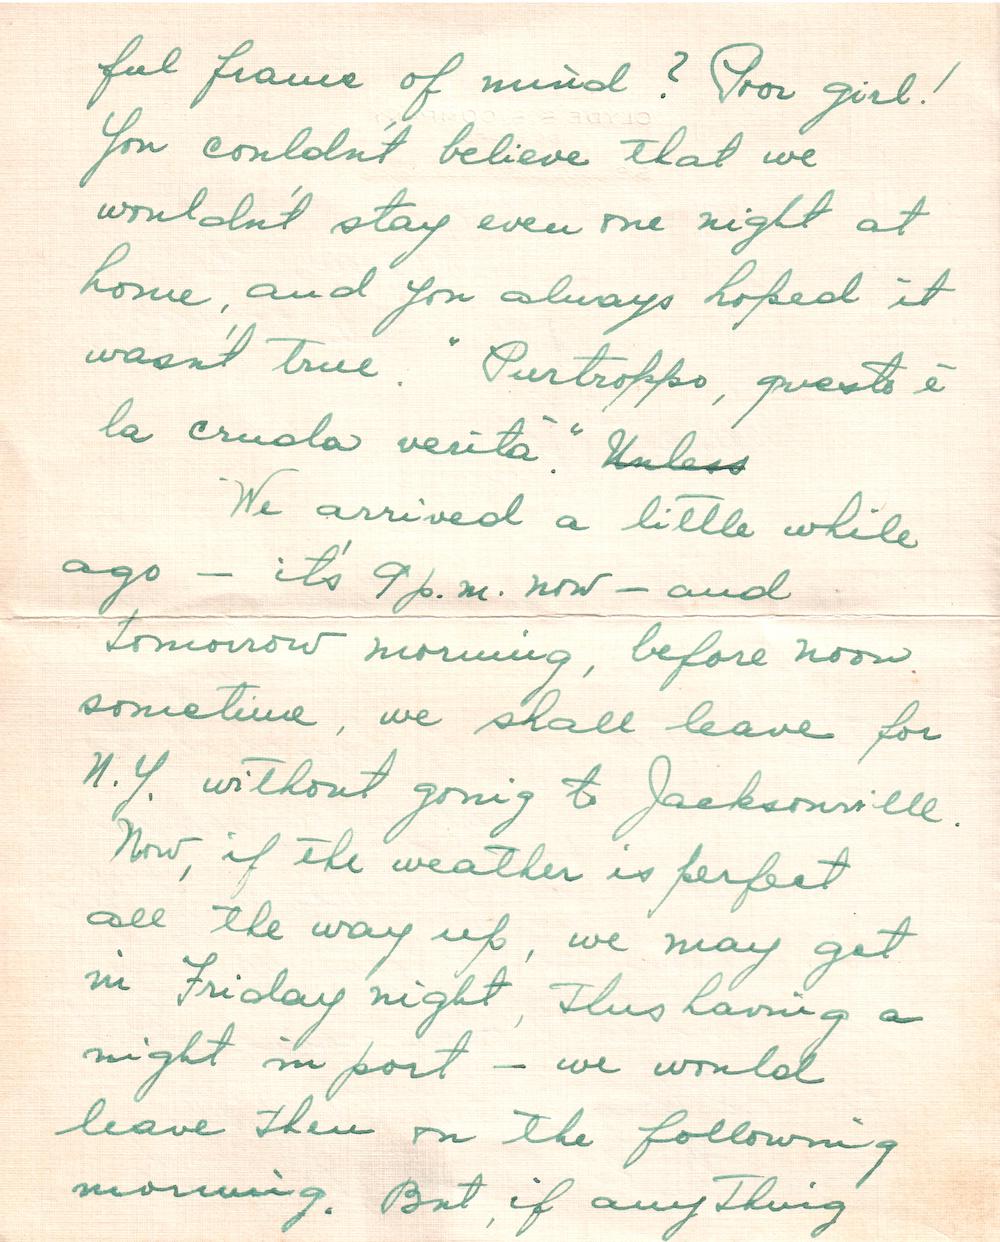 ful frame of mind? Poor girl!
You couldn't believe that we
wouldn't stay even one night at
home, and you always hoped it
wasn't true. "Purtroppo, questo è
la cruda verità." Unless
We arrived a little while
ago — it's 9 p.m. now — and
tomorrow morning, before noon
sometime, we shall leave for
N.Y. without going to Jacksonville.
Now, if the weather is perfect
all the way up, we may get
in Friday night, thus having a
night in port — we would
leave then on the following
morning. But, if anything